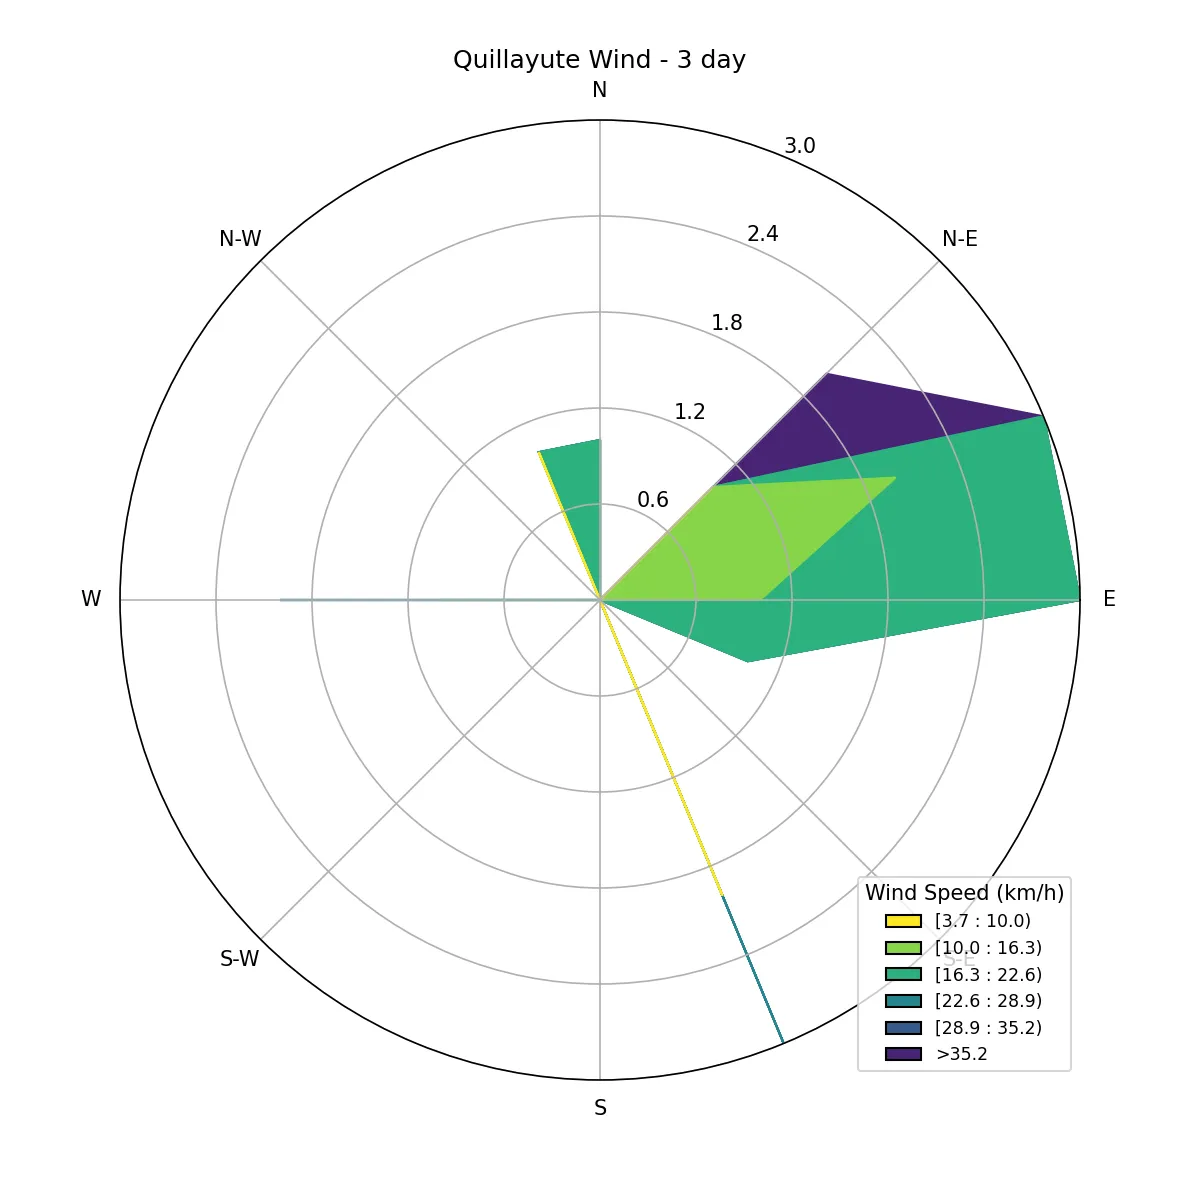 Quillayute Wind - 3 day
N
3.0
N-W
N-E
2.4
1.8
1.2
0.6
W
E
S-W
S-E
S
Wind Speed (km/h)
[3.7 : 10.0)
[10.0 : 16.3)
[16.3 : 22.6)
[22.6 : 28.9)
[28.9 : 35.2)
>35.2